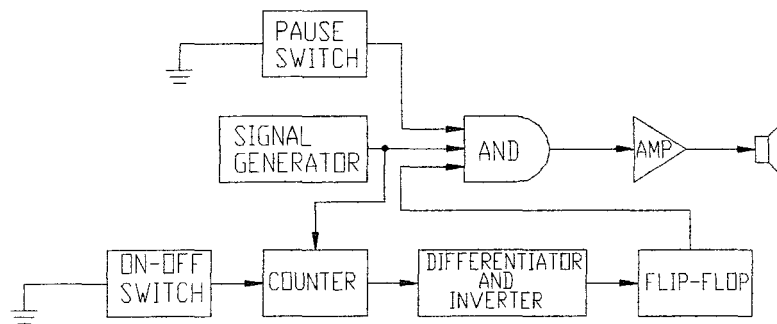 PAUSE
SWITCH
SIGNAL
GENERATOR
AND
AMP
ON-OFF
SWITCH
COUNTER
DIFFERENTIATOR
AND
INVERTER
FLIP-FLOP